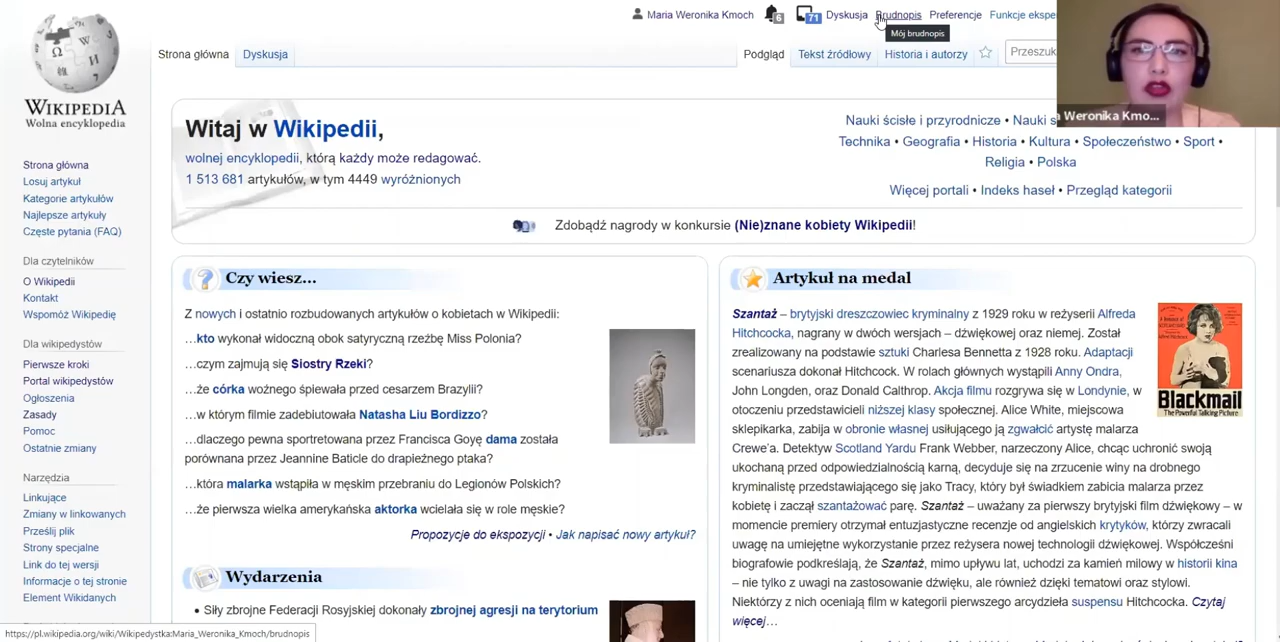 Maria Weronika Kmoch 6 71 Dyskusja Brudnopis Preferencje Funkcje ekspe
Mój brudnopis
Strona główna Dyskusja Podgląd Tekst źródłowy Historia i autorzy Przeszuk
a Weronika Kmo...
WIKIPEDIA
Wolna encyklopedia
Strona główna
Losuj artykuł
Kategorie artykułów
Najlepsze artykuły
Częste pytania (FAQ)
Dla czytelników
O Wikipedii
Kontakt
Wspomóż Wikipedię
Dla wikipedystów
Pierwsze kroki
Portal wikipedystów
Ogłoszenia
Zasady
Pomoc
Ostatnie zmiany
Narzędzia
Linkujące
Zmiany w linkowanych
Prześlij plik
Strony specjalne
Link do tej wersji
Informacje o tej stronie
Element Wikidanych
Witaj w Wikipedii,
wolnej encyklopedii, którą każdy może redagować.
1 513 681 artykułów, w tym 4449 wyróżnionych
Nauki ścisłe i przyrodnicze • Nauki s
Technika • Geografia • Historia • Kultura • Społeczeństwo • Sport •
Religia • Polska
Więcej portali • Indeks haseł • Przegląd kategorii
Zdobądź nagrody w konkursie (Nie)znane kobiety Wikipedii!
Czy wiesz...
Z nowych i ostatnio rozbudowanych artykułów o kobietach w Wikipedii:
…kto wykonał widoczną obok satyryczną rzeźbę Miss Polonia?
…czym zajmują się Siostry Rzeki?
…że córka woźnego śpiewała przed cesarzem Brazylii?
…w którym filmie zadebiutowała Natasha Liu Bordizzo?
…dlaczego pewna sportretowana przez Francisca Goyę dama została
porównana przez Jeannine Baticle do drapieżnego ptaka?
…która malarka wstąpiła w męskim przebraniu do Legionów Polskich?
…że pierwsza wielka amerykańska aktorka wcielała się w role męskie?
Propozycje do ekspozycji • Jak napisać nowy artykuł?
Wydarzenia
• Siły zbrojne Federacji Rosyjskiej dokonały zbrojnej agresji na terytorium
Artykuł na medal
Szantaż – brytyjski dreszczowiec kryminalny z 1929 roku w reżyserii Alfreda
Hitchcocka, nagrany w dwóch wersjach – dźwiękowej oraz niemej. Został
zrealizowany na podstawie sztuki Charlesa Bennetta z 1928 roku. Adaptacji
scenariusza dokonał Hitchcock. W rolach głównych wystąpili Anny Ondra,
John Longden, oraz Donald Calthrop. Akcja filmu rozgrywa się w Londynie, w
otoczeniu przedstawicieli niższej klasy społecznej. Alice White, miejscowa
sklepikarka, zabija w obronie własnej usiłującego ją zgwałcić artystę malarza
Crewe'a. Detektyw Scotland Yardu Frank Webber, narzeczony Alice, chcąc uchronić swoją
ukochaną przed odpowiedzialnością karną, decyduje się na zrzucenie winy na drobnego
kryminalistę przedstawiającego się jako Tracy, który był świadkiem zabicia malarza przez
kobietę i zaczął szantażować parę. Szantaż – uważany za pierwszy brytyjski film dźwiękowy – w
momencie premiery otrzymał entuzjastyczne recenzje od angielskich krytyków, którzy zwracali
uwagę na umiejętne wykorzystanie przez reżysera nowej technologii dźwiękowej. Współcześni
biografowie podkreślają, że Szantaż, mimo upływu lat, uchodzi za kamień milowy w historii kina
– nie tylko z uwagi na zastosowanie dźwięku, ale również dzięki tematowi oraz stylowi.
Niektórzy z nich oceniają film w kategorii pierwszego arcydzieła suspensu Hitchcocka. Czytaj
więcej…
Blackmail
The Powerful Talking Picture
https://pl.wikipedia.org/wiki/Wikipedystka:Maria_Weronika_Kmoch/brudnopis